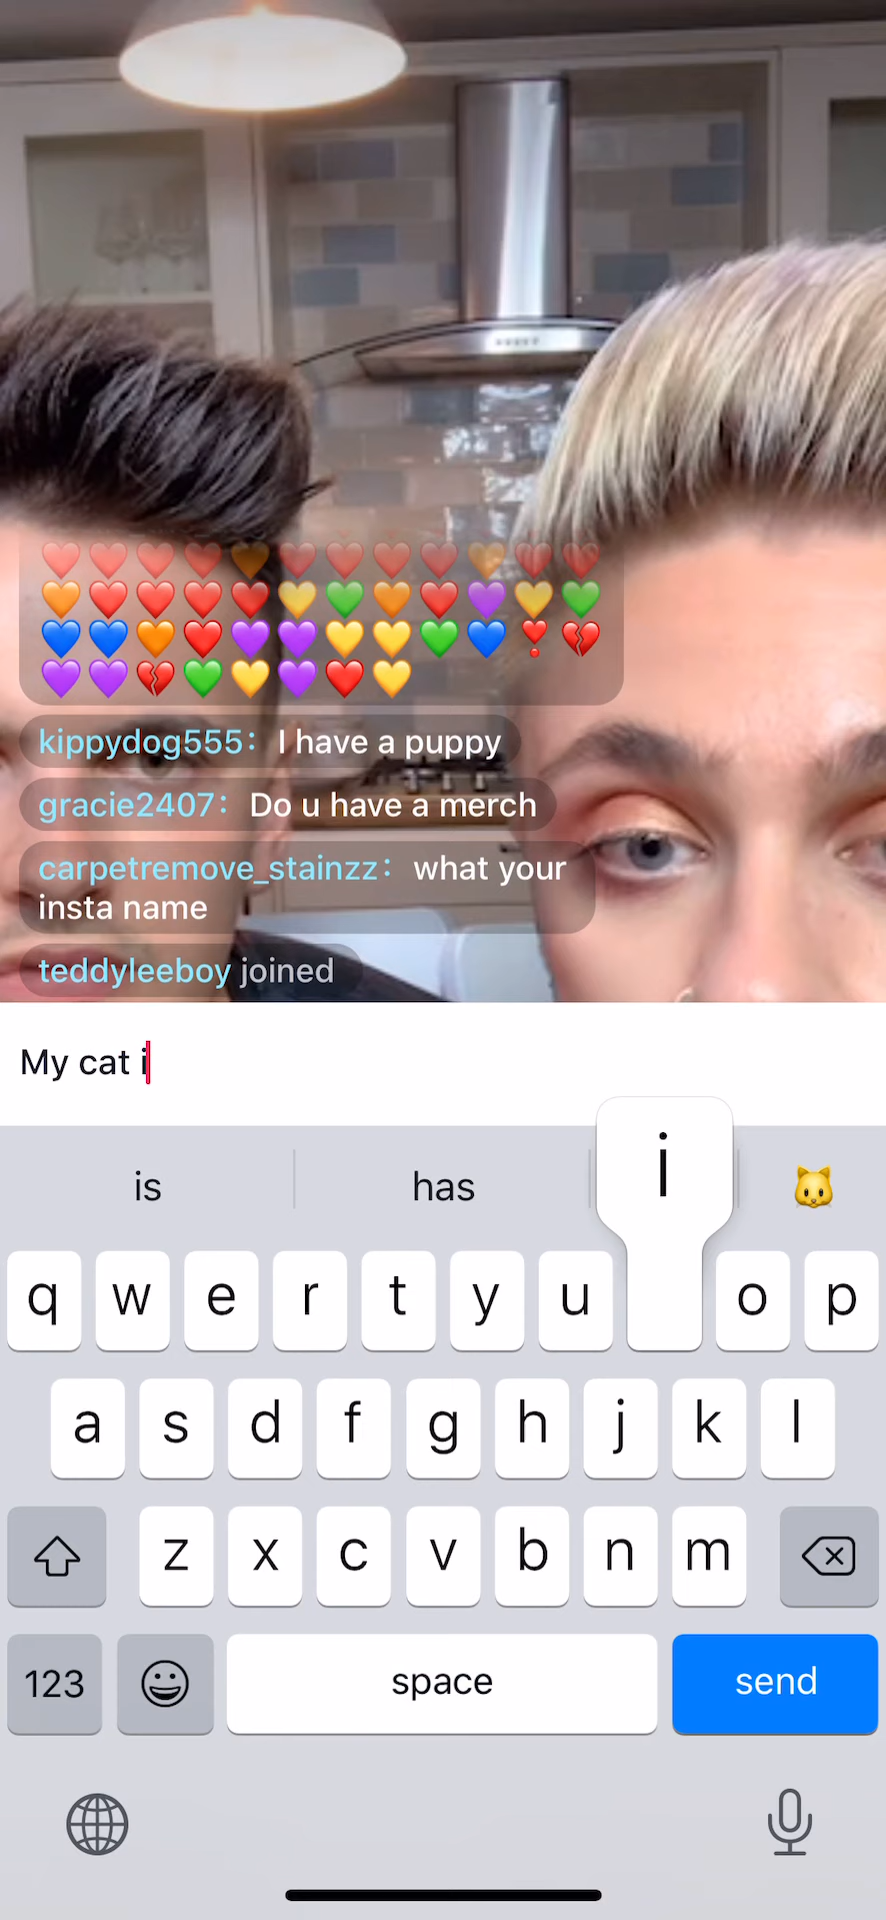 ❤️❤️❤️❤️🧡❤️❤️❤️❤️🧡💔💔
🧡❤️❤️❤️❤️💛💚🧡❤️💜💛💚
💙💙🧡❤️💜💜💛💛💚💙❣️💔
💜💜💔💚💛💜❤️💛
kippydog555: I have a puppy
gracie2407: Do u have a merch
carpetremove_stainzz: what your
insta name
teddyleeboy joined
My cat i
is has 🐱
i
q w e r t y u o p
a s d f g h j k l
z x c v b n m
123 space send